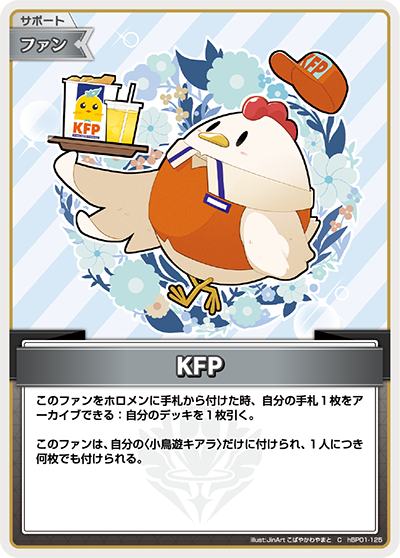 サポート
ファン
KFP
KFP
KFP
このファンをホロメンに手札から付けた時、自分の手札1枚をア
ーカイブできる：自分のデッキを1枚引く。
このファンは、自分の〈小鳥遊キアラ〉だけに付けられ、1人につき
何枚でも付けられる。
illust:JinArt こばやかわやまと C hBP01-125